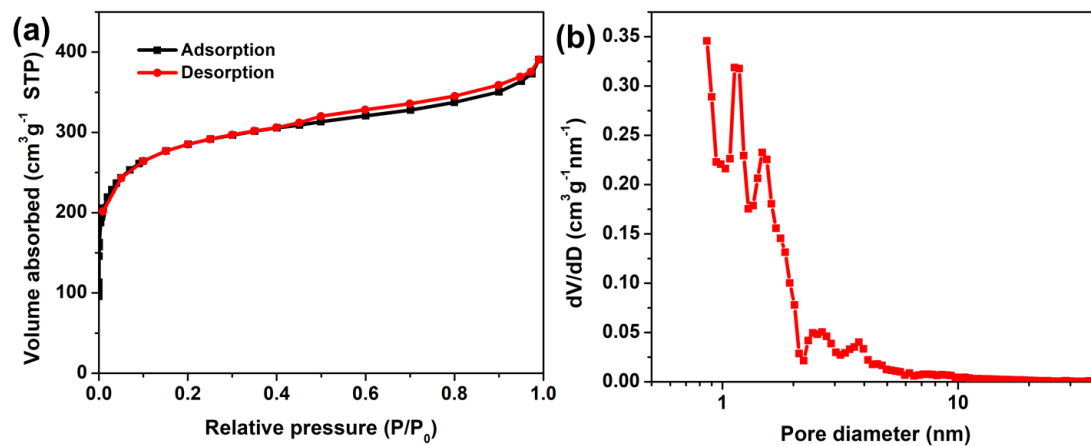 (a)
Adsorption
Desorption
Volume absorbed (cm³g⁻¹ STP)
400
300
200
100
0
0.0 0.2 0.4 0.6 0.8 1.0
Relative pressure (P/P₀)
(b)
dV/dD (cm³g⁻¹nm⁻¹)
0.35
0.30
0.25
0.20
0.15
0.10
0.05
0.00
1 10
Pore diameter (nm)